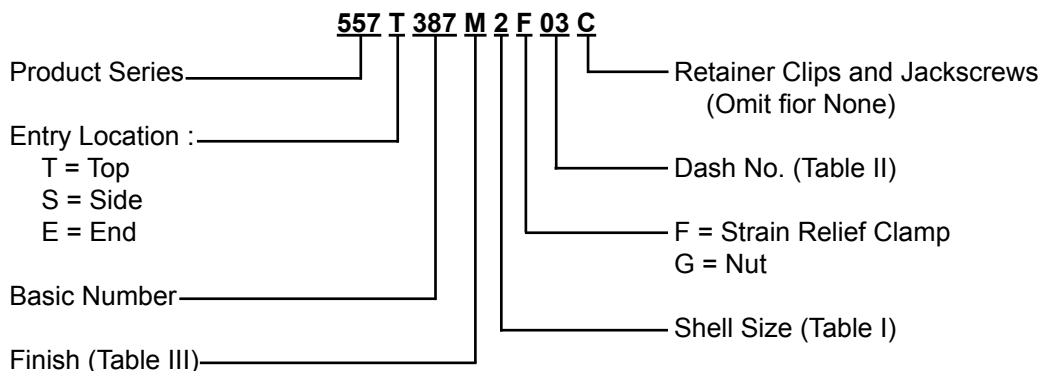 557 T 387 M 2 F 03 C
Product Series
Entry Location :
T = Top
S = Side
E = End
Basic Number
Finish (Table III)
Retainer Clips and Jackscrews
(Omit fior None)
Dash No. (Table II)
F = Strain Relief Clamp
G = Nut
Shell Size (Table I)